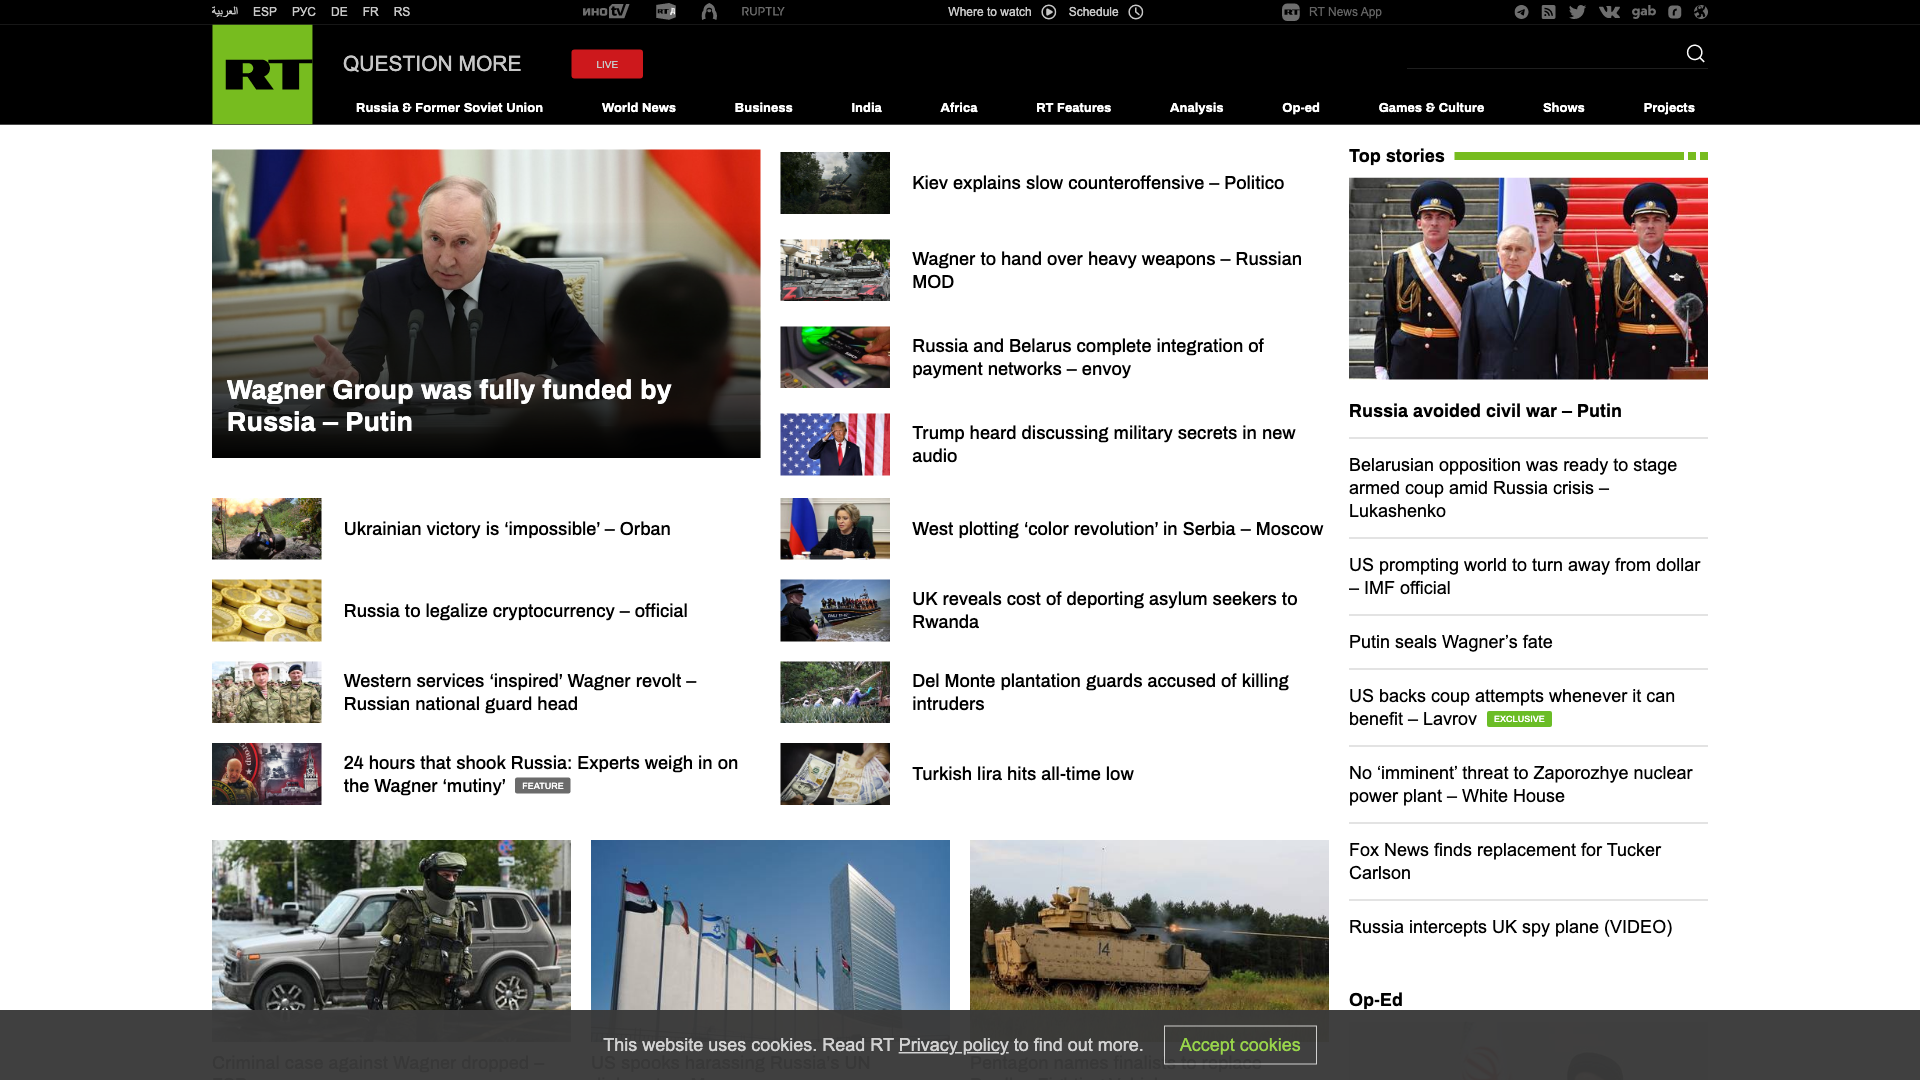 العربية ESP РУС DE FR RS
ИНО TV RT RUPTLY
Where to watch Schedule
RT RT News App
gab
RT
QUESTION MORE
LIVE
Russia & Former Soviet Union World News Business India Africa RT Features Analysis Op-ed Games & Culture Shows Projects
Wagner Group was fully funded by
Russia – Putin
Kiev explains slow counteroffensive – Politico
Wagner to hand over heavy weapons – Russian
MOD
Russia and Belarus complete integration of
payment networks – envoy
Trump heard discussing military secrets in new
audio
Ukrainian victory is ‘impossible’ – Orban
Russia to legalize cryptocurrency – official
Western services ‘inspired’ Wagner revolt –
Russian national guard head
24 hours that shook Russia: Experts weigh in on
the Wagner ‘mutiny’ FEATURE
West plotting ‘color revolution’ in Serbia – Moscow
UK reveals cost of deporting asylum seekers to
Rwanda
Del Monte plantation guards accused of killing
intruders
Turkish lira hits all-time low
14
Top stories
Russia avoided civil war – Putin
Belarusian opposition was ready to stage
armed coup amid Russia crisis –
Lukashenko
US prompting world to turn away from dollar
– IMF official
Putin seals Wagner’s fate
US backs coup attempts whenever it can
benefit – Lavrov EXCLUSIVE
No ‘imminent’ threat to Zaporozhye nuclear
power plant – White House
Fox News finds replacement for Tucker
Carlson
Russia intercepts UK spy plane (VIDEO)
Op-Ed
Criminal case against Wagner dropped –
US spooks harassing Russia’s UN
Pentagon names finalists to replace
This website uses cookies. Read RT Privacy policy to find out more.
Accept cookies